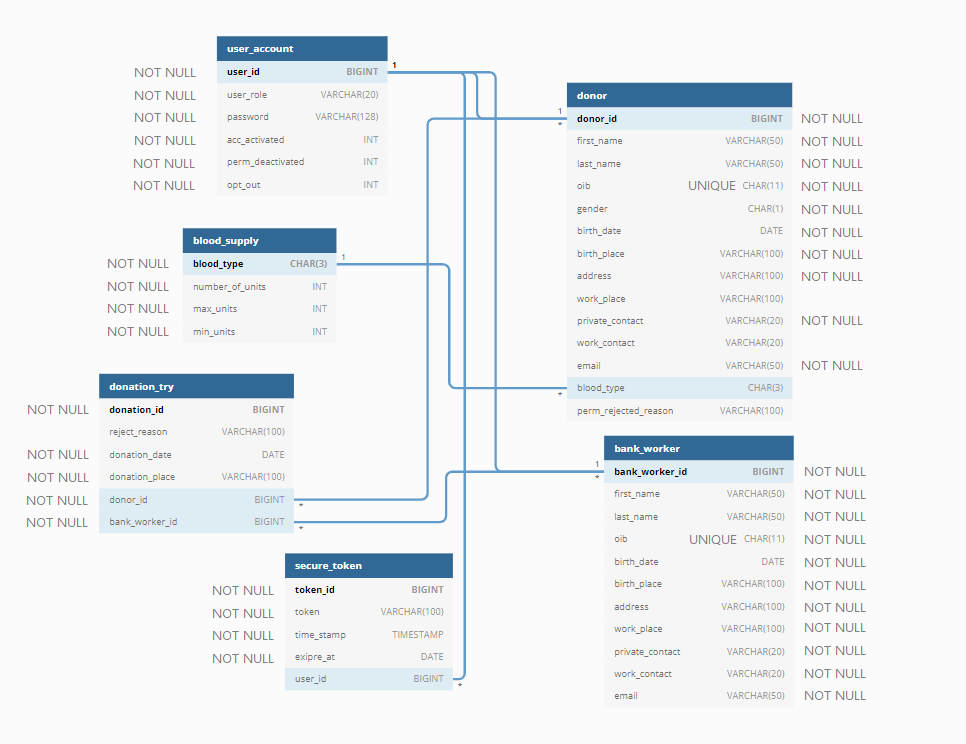 user_account
NOT NULL user_id BIGINT 1
NOT NULL user_role VARCHAR(20)
NOT NULL password VARCHAR(128)
NOT NULL acc_activated INT
NOT NULL perm_deactivated INT
NOT NULL opt_out INT
donor
1
* donor_id BIGINT NOT NULL
first_name VARCHAR(50) NOT NULL
last_name VARCHAR(50) NOT NULL
oib UNIQUE CHAR(11) NOT NULL
gender CHAR(1) NOT NULL
birth_date DATE NOT NULL
birth_place VARCHAR(100) NOT NULL
address VARCHAR(100) NOT NULL
work_place VARCHAR(100)
private_contact VARCHAR(20) NOT NULL
work_contact VARCHAR(20)
email VARCHAR(50) NOT NULL
* blood_type CHAR(3)
perm_rejected_reason VARCHAR(100)
blood_supply
NOT NULL blood_type CHAR(3) 1
NOT NULL number_of_units INT
NOT NULL max_units INT
NOT NULL min_units INT
donation_try
NOT NULL donation_id BIGINT
reject_reason VARCHAR(100)
NOT NULL donation_date DATE
NOT NULL donation_place VARCHAR(100)
NOT NULL donor_id BIGINT *
NOT NULL bank_worker_id BIGINT *
bank_worker
1
* bank_worker_id BIGINT NOT NULL
first_name VARCHAR(50) NOT NULL
last_name VARCHAR(50) NOT NULL
oib UNIQUE CHAR(11) NOT NULL
birth_date DATE NOT NULL
birth_place VARCHAR(100) NOT NULL
address VARCHAR(100) NOT NULL
work_place VARCHAR(100) NOT NULL
private_contact VARCHAR(20) NOT NULL
work_contact VARCHAR(20) NOT NULL
email VARCHAR(50) NOT NULL
secure_token
NOT NULL token_id BIGINT
NOT NULL token VARCHAR(100)
NOT NULL time_stamp TIMESTAMP
NOT NULL exipre_at DATE
user_id BIGINT *